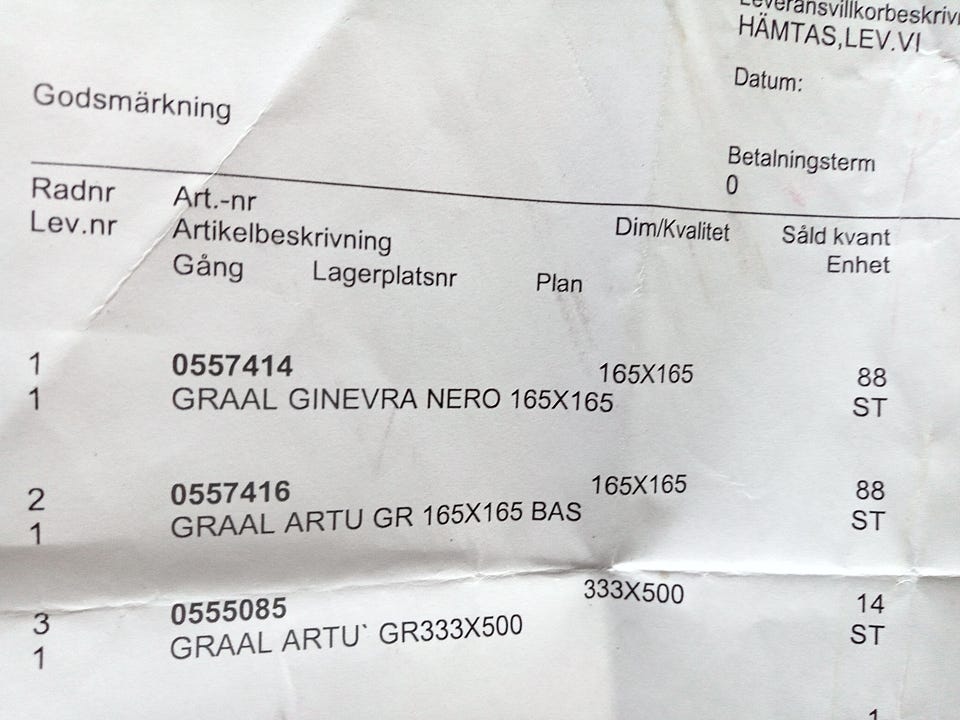 Leveransvillkorbeskrivn
HÄMTAS,LEV.VI
Datum:
Godsmärkning
Betalningsterm
0
Radnr Art.-nr
Lev.nr Artikelbeskrivning Dim/Kvalitet Såld kvant
Gång Lagerplatsnr Plan Enhet
1 0557414 165X165 88
1 GRAAL GINEVRA NERO 165X165 ST
2 0557416 165X165 88
1 GRAAL ARTU GR 165X165 BAS ST
3 0555085 333X500 14
1 GRAAL ARTU` GR333X500 ST
1